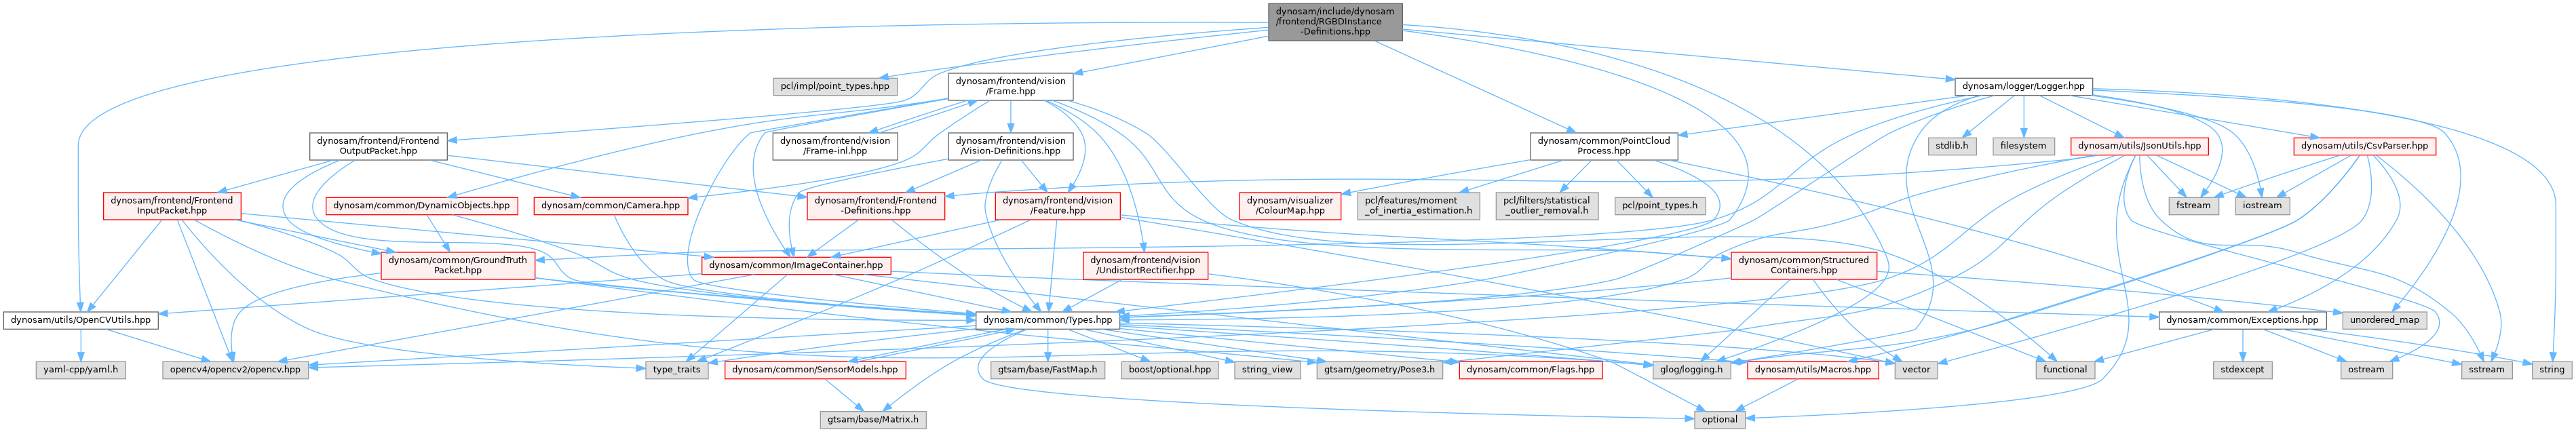 dynosam/include/dynosam
/frontend/RGBDInstance
-Definitions.hpp
pcl/impl/point_types.hpp
dynosam/frontend/vision
/Frame.hpp
dynosam/logger/Logger.hpp
dynosam/frontend/Frontend
OutputPacket.hpp
dynosam/frontend/vision
/Frame-inl.hpp
dynosam/frontend/vision
/Vision-Definitions.hpp
dynosam/common/PointCloud
Process.hpp
stdlib.h
filesystem
dynosam/utils/JsonUtils.hpp
dynosam/utils/CsvParser.hpp
dynosam/frontend/Frontend
InputPacket.hpp
dynosam/common/DynamicObjects.hpp
dynosam/common/Camera.hpp
dynosam/frontend/Frontend
-Definitions.hpp
dynosam/frontend/vision
/Feature.hpp
dynosam/visualizer
/ColourMap.hpp
pcl/features/moment
_of_inertia_estimation.h
pcl/filters/statistical
_outlier_removal.h
pcl/point_types.h
fstream
iostream
dynosam/common/GroundTruth
Packet.hpp
dynosam/common/ImageContainer.hpp
dynosam/frontend/vision
/UndistortRectifier.hpp
dynosam/common/Structured
Containers.hpp
dynosam/utils/OpenCVUtils.hpp
dynosam/common/Types.hpp
dynosam/common/Exceptions.hpp
unordered_map
yaml-cpp/yaml.h
opencv4/opencv2/opencv.hpp
type_traits
dynosam/common/SensorModels.hpp
gtsam/base/FastMap.h
boost/optional.hpp
string_view
gtsam/geometry/Pose3.h
dynosam/common/Flags.hpp
glog/logging.h
dynosam/utils/Macros.hpp
vector
functional
stdexcept
ostream
sstream
string
gtsam/base/Matrix.h
optional